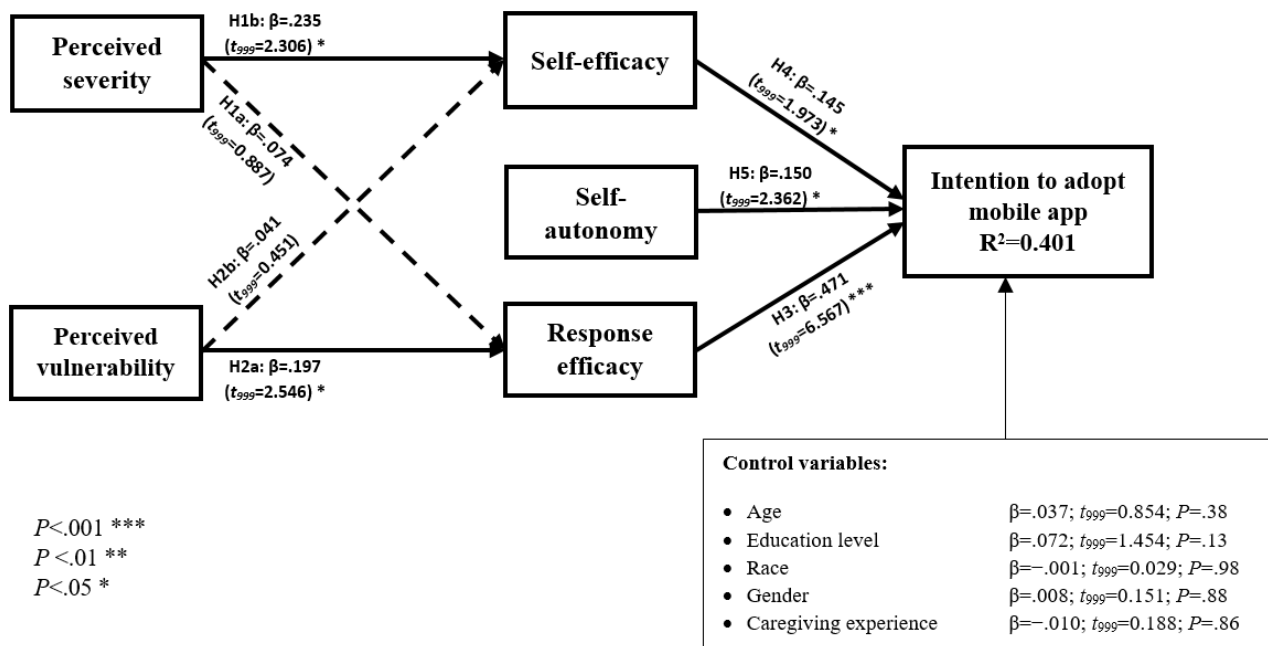 Perceived
severity
H1b: β=.235
(t₉₉₉=2.306) *
Self-efficacy
H1a: β=.074
(t₉₉₉=0.887)
H4: β=.145
(t₉₉₉=1.973) *
Self-
autonomy
H5: β=.150
(t₉₉₉=2.362) *
Intention to adopt
mobile app
R²=0.401
H2b: β=.041
(t₉₉₉=0.451)
Perceived
vulnerability
H2a: β=.197
(t₉₉₉=2.546) *
Response
efficacy
H3: β=.471
(t₉₉₉=6.567) ***
Control variables:
• Age β=.037; t₉₉₉=0.854; P=.38
• Education level β=.072; t₉₉₉=1.454; P=.13
• Race β=−.001; t₉₉₉=0.029; P=.98
• Gender β=.008; t₉₉₉=0.151; P=.88
• Caregiving experience β=−.010; t₉₉₉=0.188; P=.86
P<.001 ***
P <.01 **
P<.05 *